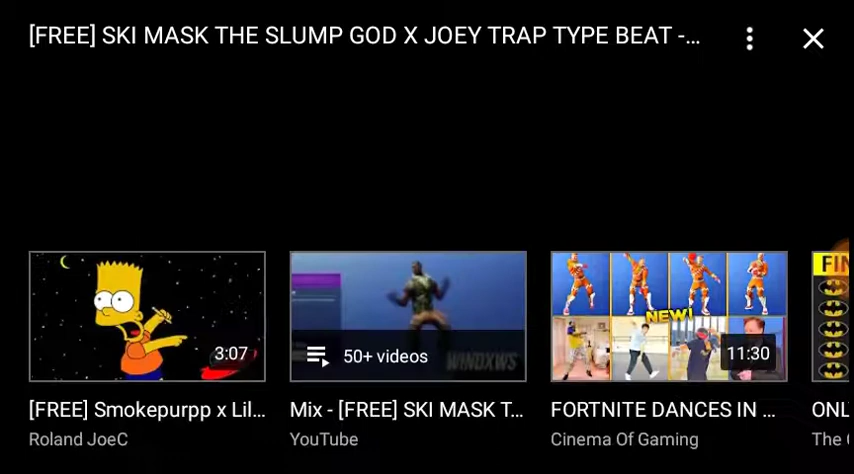 [FREE] SKI MASK THE SLUMP GOD X JOEY TRAP TYPE BEAT -...
3:07
50+ videos
WINDXWS
NEW!
11:30
FIN
[FREE] Smokepurpp x Lil...
Mix - [FREE] SKI MASK T...
FORTNITE DANCES IN ...
ONL
Roland JoeC
YouTube
Cinema Of Gaming
The